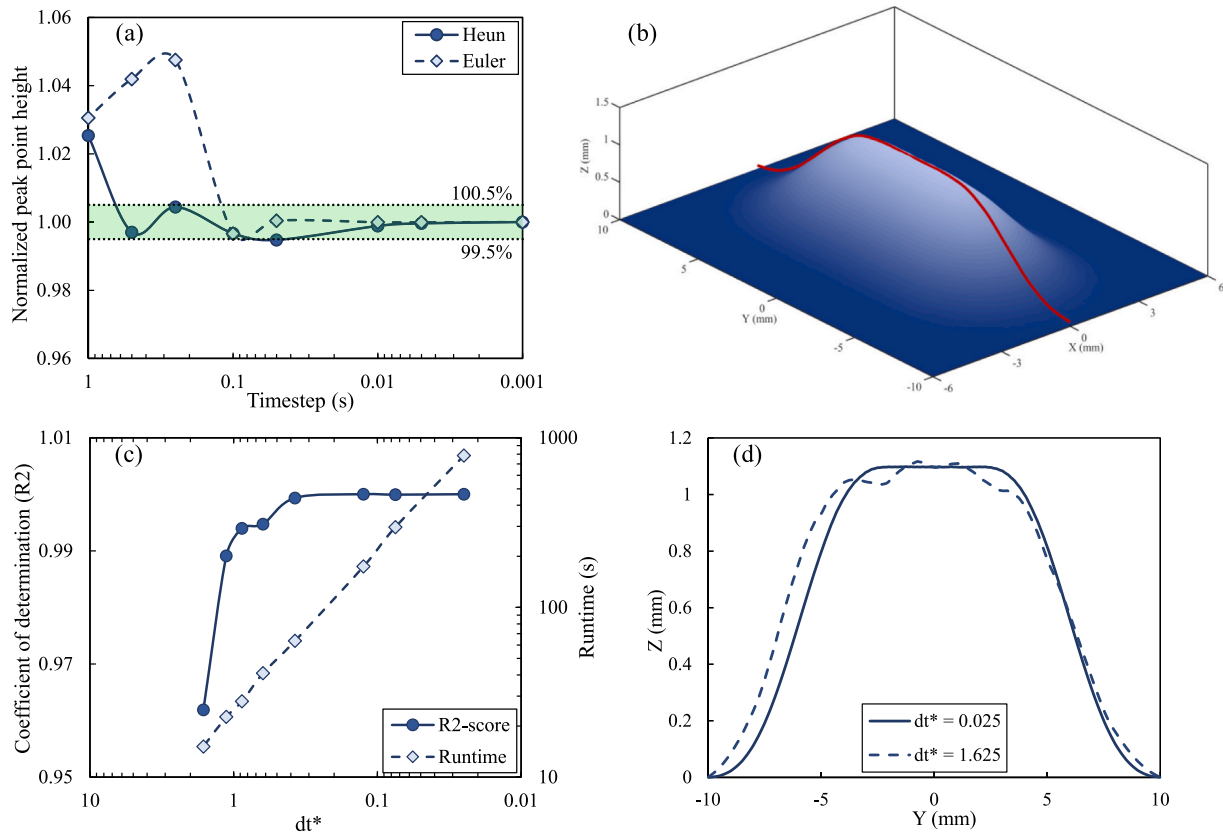 (a)
Heun
Euler
1.06
1.04
1.02
1.00
0.98
0.96
Normalized peak point height
100.5%
99.5%
1
0.1
0.01
0.001
Timestep (s)
(b)
1.5
1
0.5
0
Z (mm)
10
5
0
-5
-10
Y (mm)
-6
-3
0
3
6
X (mm)
(c)
1.01
0.99
0.97
0.95
Coefficient of determination (R2)
1000
100
10
Runtime (s)
R2-score
Runtime
10
1
0.1
0.01
dt*
(d)
1.2
1
0.8
0.6
0.4
0.2
0
Z (mm)
dt* = 0.025
dt* = 1.625
-10
-5
0
5
10
Y (mm)